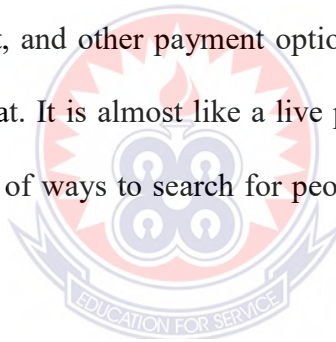 t, and other payment optio
at. It is almost like a live p
of ways to search for peo
EDUCATION FOR SERVICE